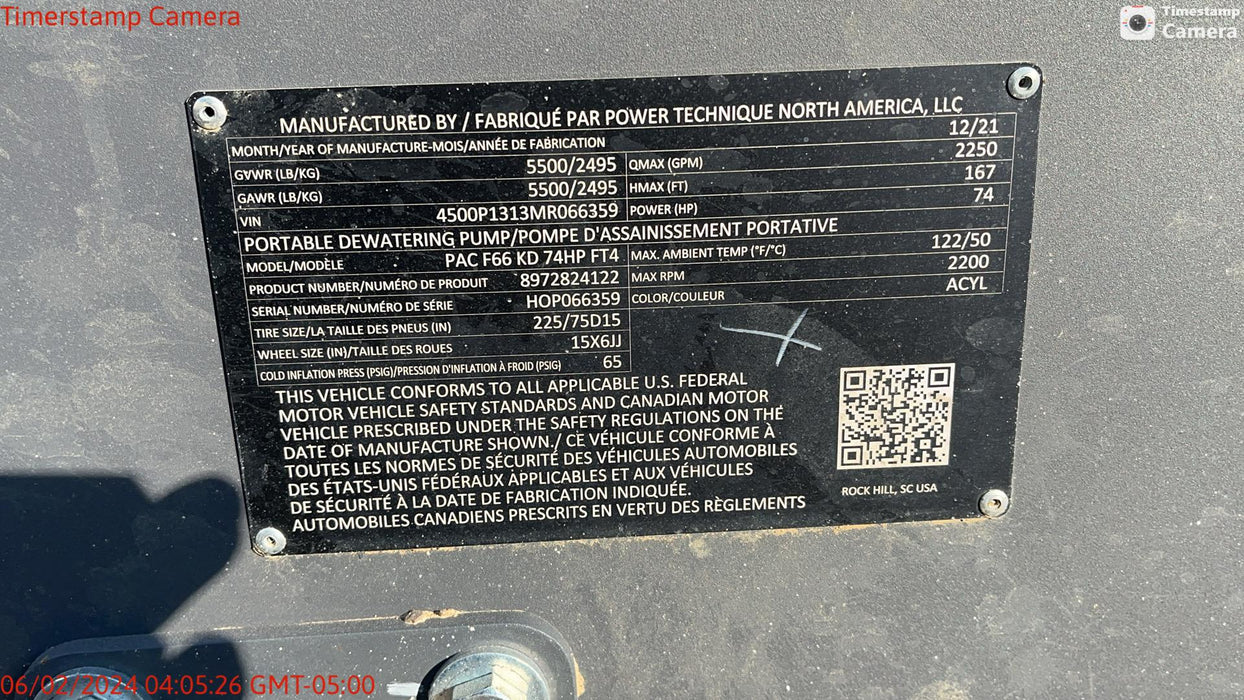 Timerstamp Camera
Timestamp
Camera
MANUFACTURED BY / FABRIQUÉ PAR POWER TECHNIQUE NORTH AMERICA, LLC
MONTH/YEAR OF MANUFACTURE-MOIS/ANNÉE DE FABRICATION 12/21
GVWR (LB/KG) 5500/2495 QMAX (GPM) 2250
GAWR (LB/KG) 5500/2495 HMAX (FT) 167
VIN 4500P1313MR066359 POWER (HP) 74
PORTABLE DEWATERING PUMP/POMPE D'ASSAINISSEMENT PORTATIVE
MODEL/MODÈLE PAC F66 KD 74HP FT4 MAX. AMBIENT TEMP (°F/°C) 122/50
PRODUCT NUMBER/NUMÉRO DE PRODUIT 8972824122 MAX RPM 2200
SERIAL NUMBER/NUMÉRO DE SÉRIE HOP066359 COLOR/COULEUR ACYL
TIRE SIZE/LA TAILLE DES PNEUS (IN) 225/75D15
WHEEL SIZE (IN)/TAILLE DES ROUES 15X6JJ
COLD INFLATION PRESS (PSIG)/PRESSION D'INFLATION À FROID (PSIG) 65
THIS VEHICLE CONFORMS TO ALL APPLICABLE U.S. FEDERAL
MOTOR VEHICLE SAFETY STANDARDS AND CANADIAN MOTOR
VEHICLE PRESCRIBED UNDER THE SAFETY REGULATIONS ON THE
DATE OF MANUFACTURE SHOWN./ CE VÉHICULE CONFORME À
TOUTES LES NORMES DE SÉCURITÉ DES VÉHICULES AUTOMOBILES
DES ÉTATS-UNIS FÉDÉRAUX APPLICABLES ET AUX VÉHICULES
DE SÉCURITÉ À LA DATE DE FABRICATION INDIQUÉE.
AUTOMOBILES CANADIENS PRESCRITS EN VERTU DES RÈGLEMENTS
ROCK HILL, SC USA
06/02/2024 04:05:26 GMT-05:00